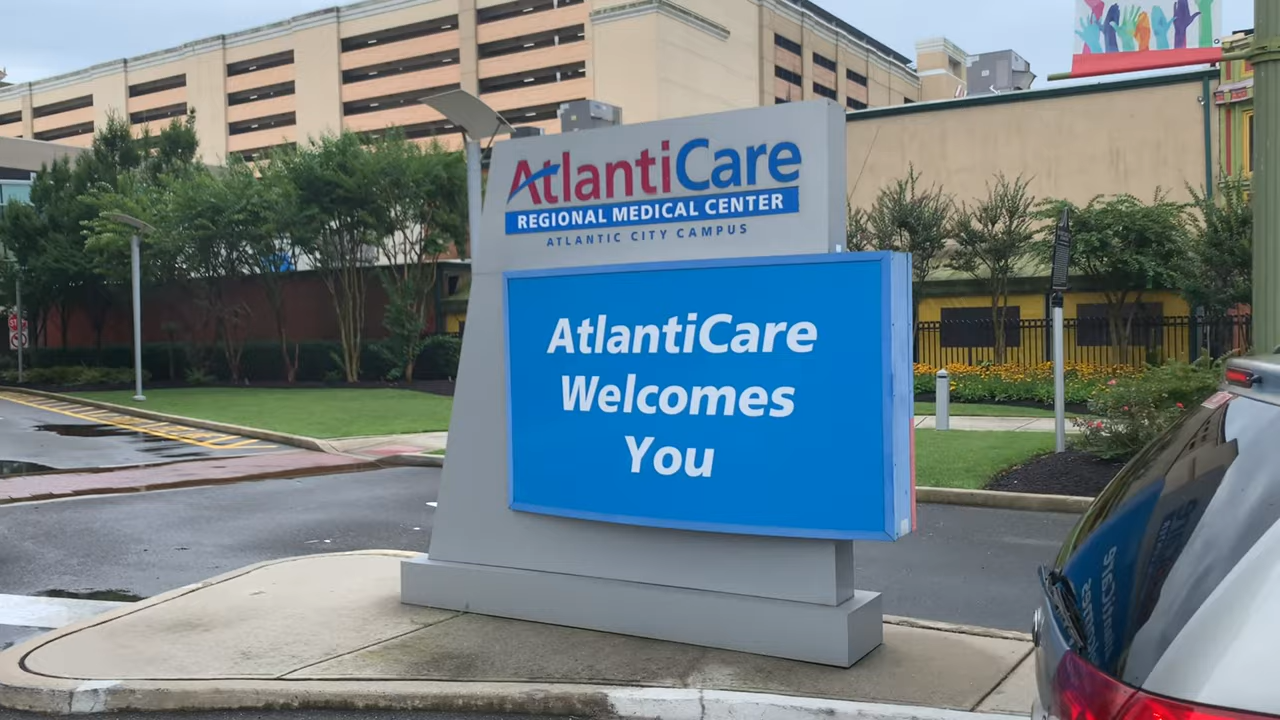 AtlantiCare
REGIONAL MEDICAL CENTER
ATLANTIC CITY CAMPUS
AtlantiCare
Welcomes
You